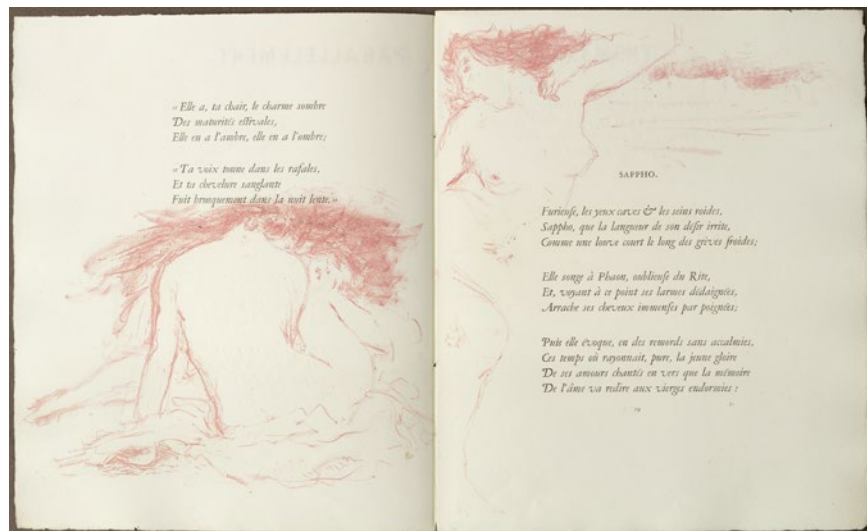 « Elle a, ta chair, le charme sombre
Des maturités estivales,
Elle en a l'ambre, elle en a l'ombre;
« Ta voix tonne dans les rafales,
Et ta chevelure sanglante
Fuit brusquement dans la nuit lente. »
SAPPHO.
Furieuse, les yeux caves & les seins roides,
Sappho, que la langueur de son désir irrite,
Comme une louve court le long des grèves froides;
Elle songe à Phaon, oublieuse du Rite,
Et, voyant à ce point ses larmes dédaignées,
Arrache ses cheveux immenses par poignées;
Puis elle évoque, en des remords sans accalmies,
Ces temps où rayonnait, pure, la jeune gloire
De ses amours chantés en vers que la mémoire
De l'âme va redire aux vierges endormies :